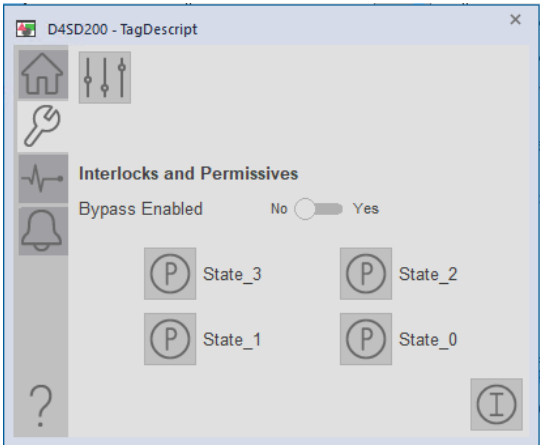 D4SD200 - TagDescript
Interlocks and Permissives
Bypass Enabled No Yes
P State_3 P State_2
P State_1 P State_0
?
I